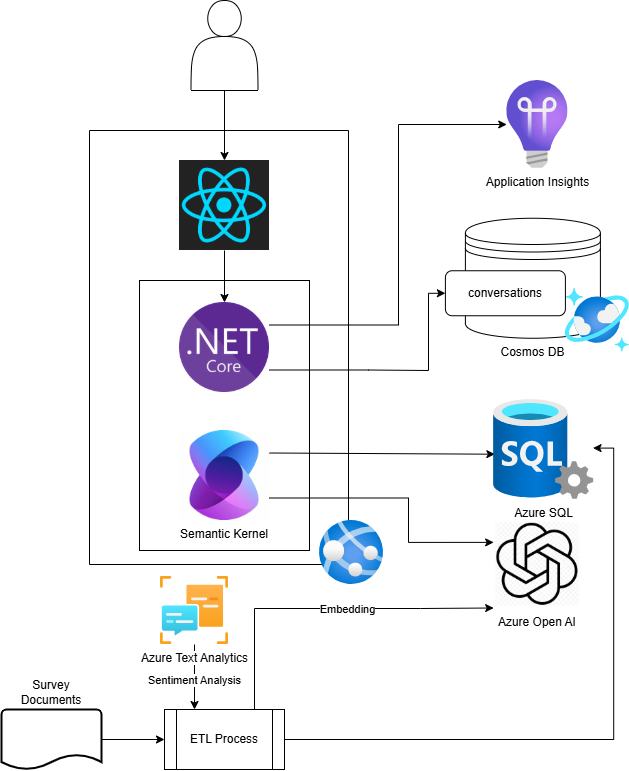 Application Insights
conversations
Cosmos DB
.NET
Core
SQL
Azure SQL
Semantic Kernel
Azure Open AI
Embedding
Azure Text Analytics
Sentiment Analysis
Survey
Documents
ETL Process